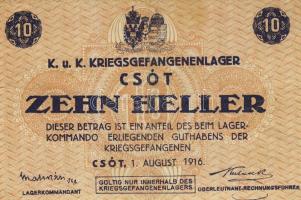 10 10
K. u. K. KRIEGSGEFANGENENLAGER
CSÓT
ZEHN HELLER
DIESER BETRAG IST EIN ANTEIL DES BEIM LAGER-
KOMMANDO ERLIEGENDEN GUTHABENS DER
KRIEGSGEFANGENEN
CSÓT, 1. AUGUST 1916.
LAGERKOMMANDANT
GÜLTIG NUR INNERHALB DES
KRIEGSGEFANGENENLAGERS
OBERLEUTNANT-RECHNUNGSFÜHRER